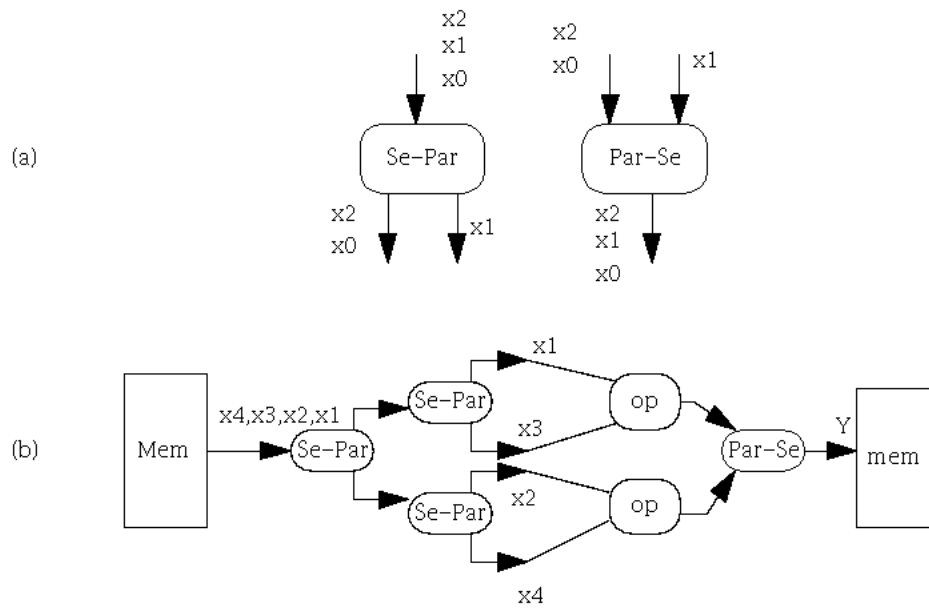 x2
x1
x0
x2
x0
x1
(a)
Se-Par
Par-Se
x2
x0
x1
x2
x1
x0
(b)
Mem
x4,x3,x2,x1
Se-Par
Se-Par
Se-Par
x1
x3
x2
x4
op
op
Par-Se
Y
mem